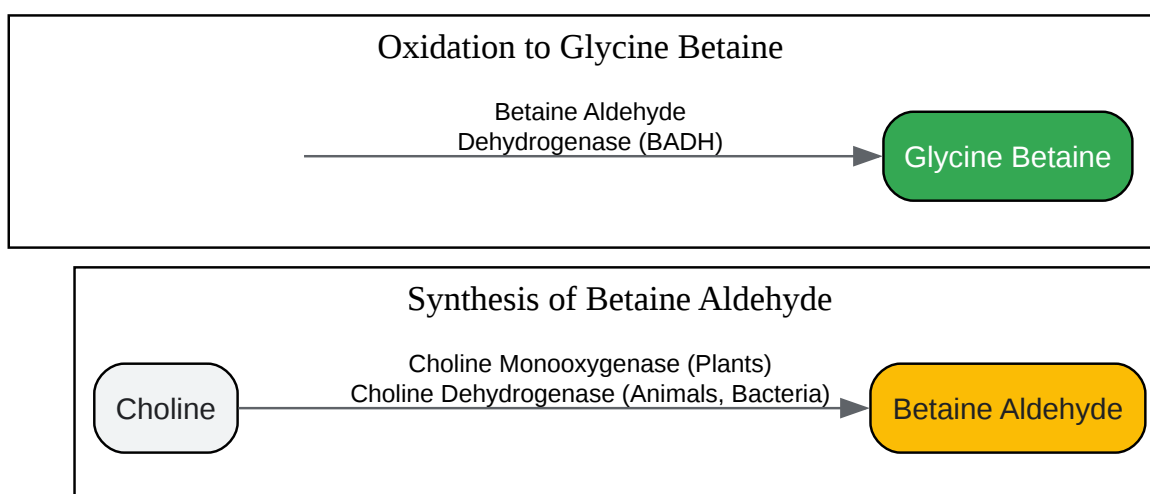 Oxidation to Glycine Betaine
Betaine Aldehyde
Dehydrogenase (BADH)
Glycine Betaine
Synthesis of Betaine Aldehyde
Choline Monooxygenase (Plants)
Choline Dehydrogenase (Animals, Bacteria)
Choline
Betaine Aldehyde